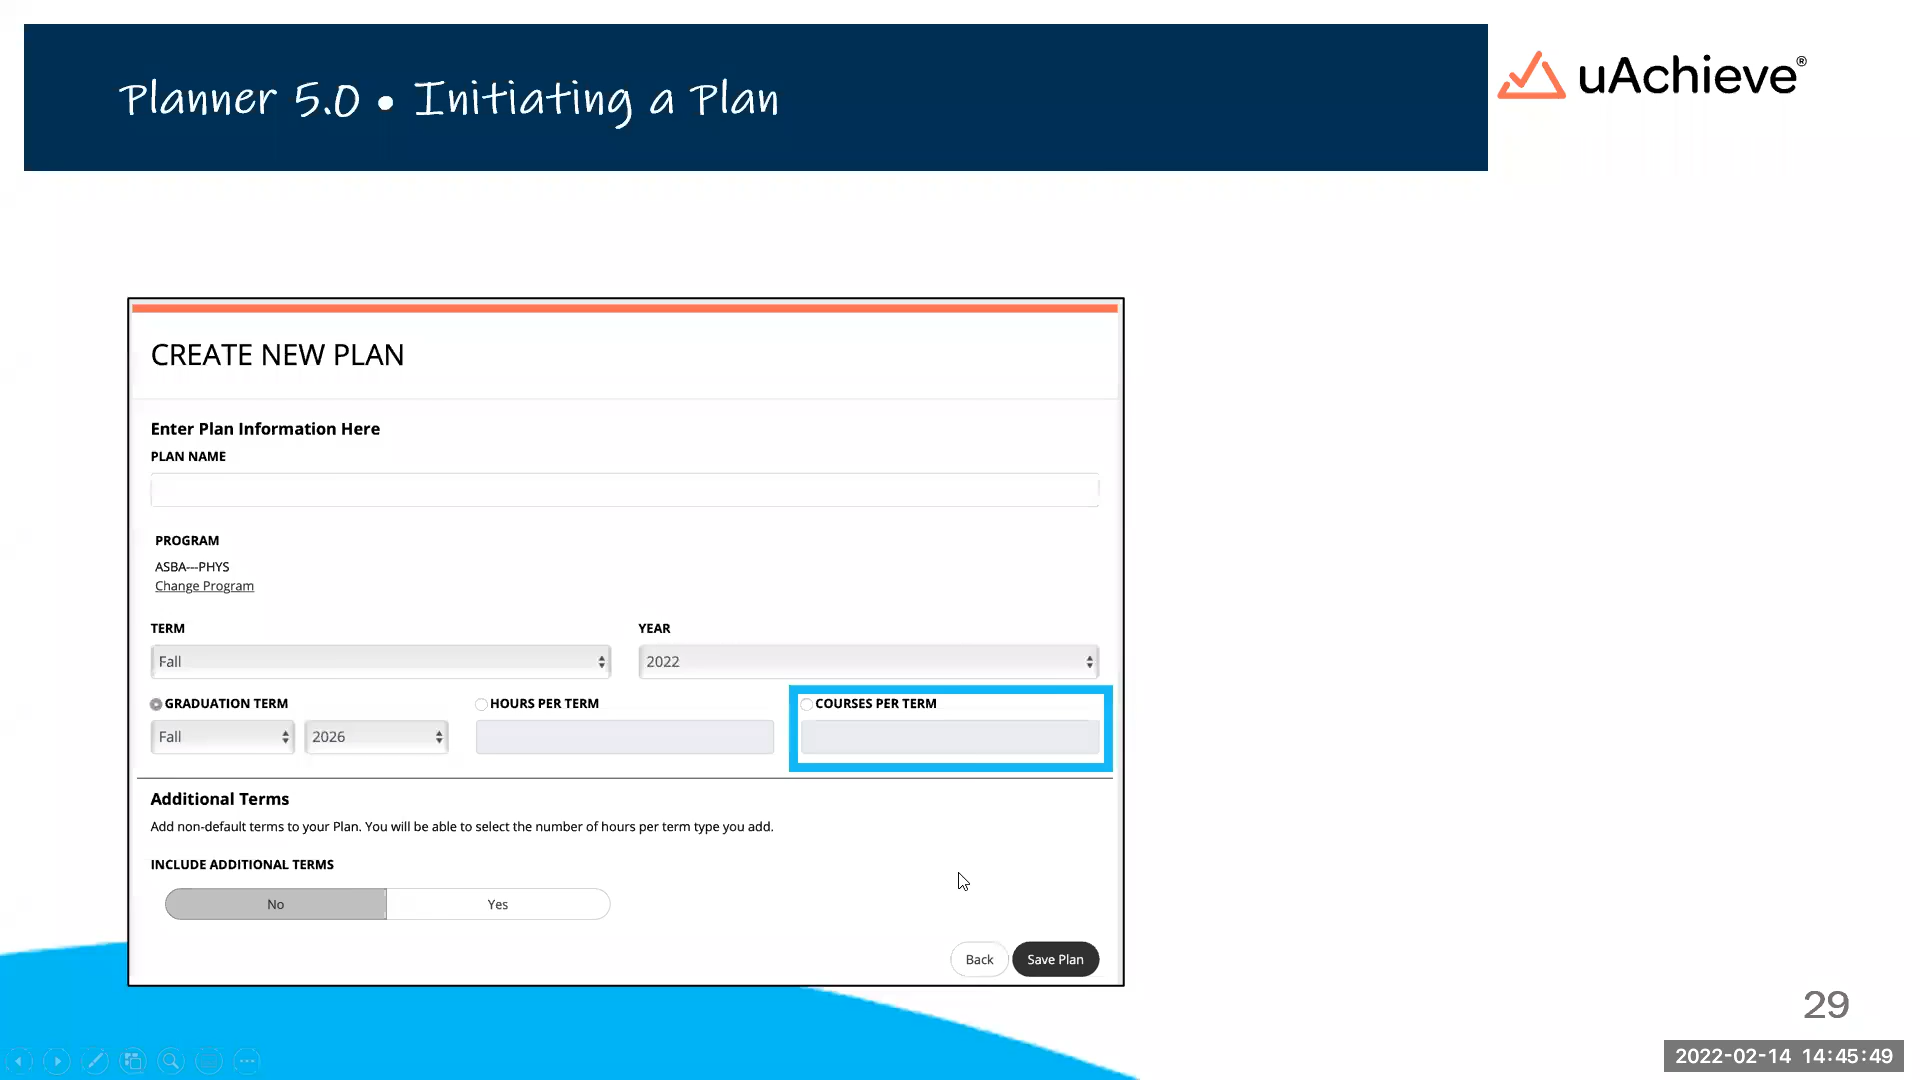 Planner 5.0 • Initiating a Plan
uAchieve®
CREATE NEW PLAN
Enter Plan Information Here
PLAN NAME
PROGRAM
ASBA---PHYS
Change Program
TERM YEAR
Fall 2022
GRADUATION TERM HOURS PER TERM COURSES PER TERM
Fall 2026
Additional Terms
Add non-default terms to your Plan. You will be able to select the number of hours per term type you add.
INCLUDE ADDITIONAL TERMS
No Yes
Back Save Plan
29
2022-02-14 14:45:49